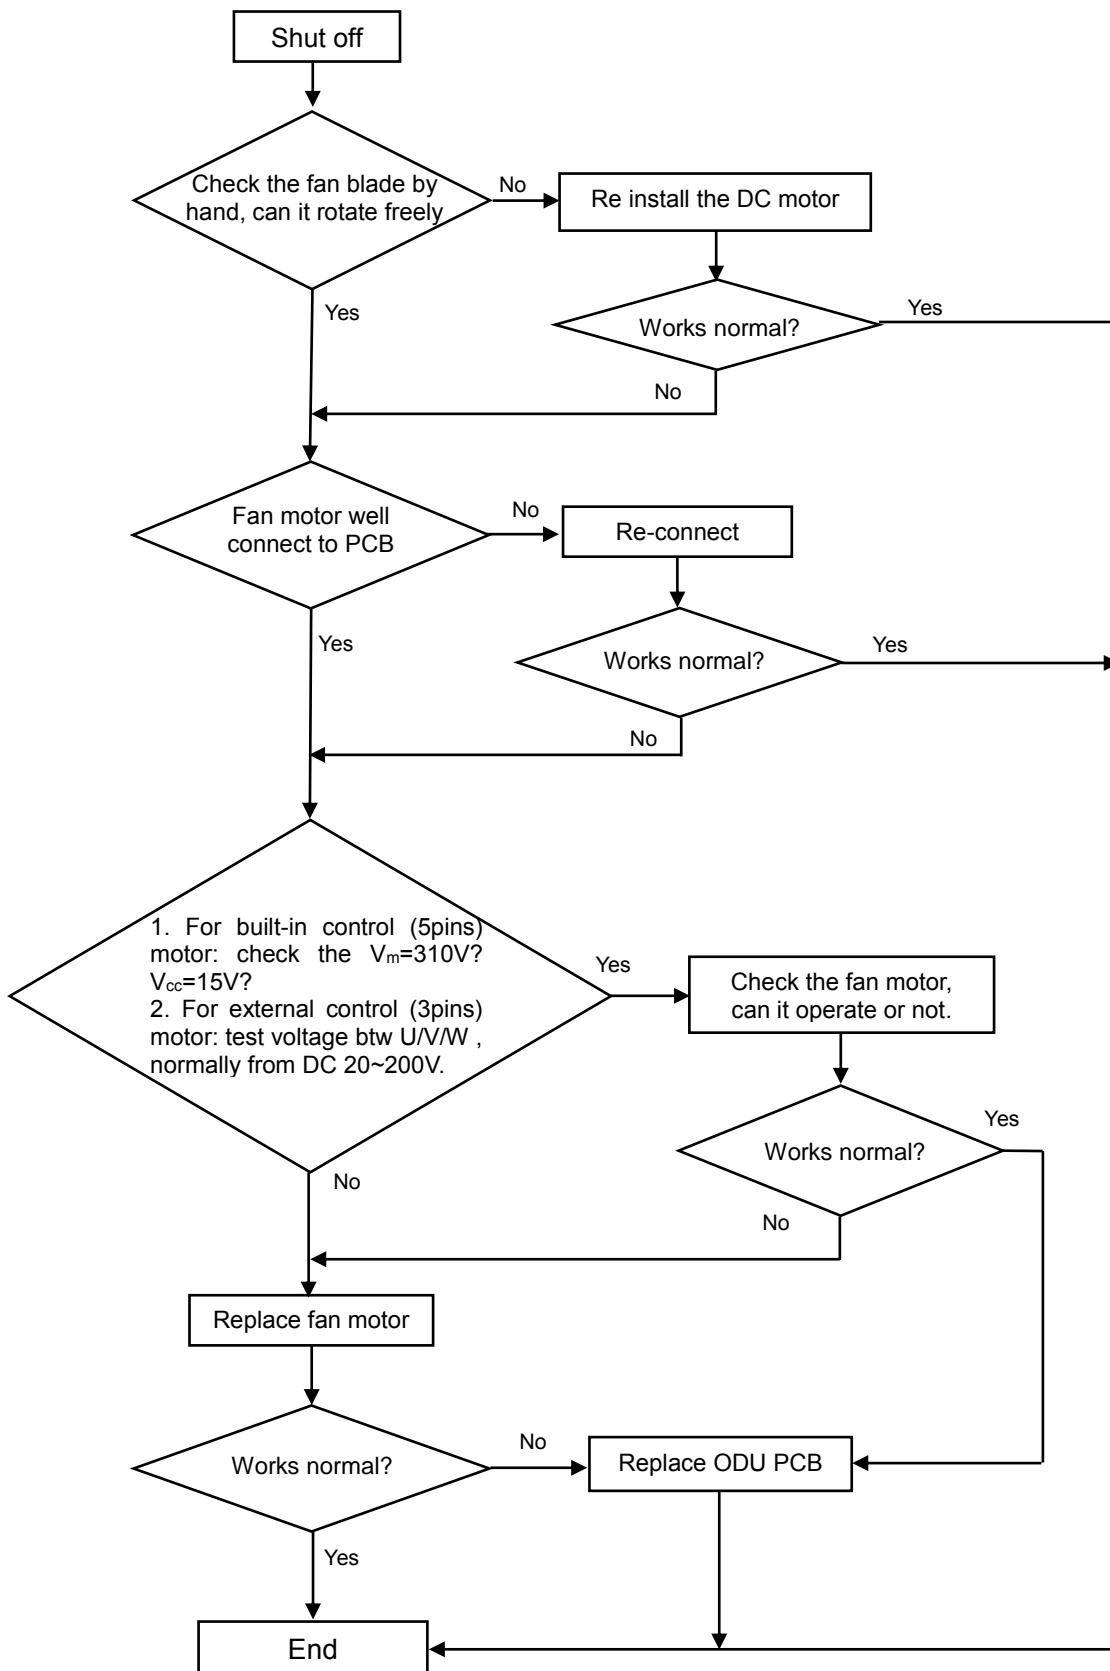 Shut off
Check the fan blade by
hand, can it rotate freely
No
Re install the DC motor
Yes
Works normal?
Yes
No
Fan motor well
connect to PCB
No
Re-connect
Yes
Works normal?
Yes
No
1. For built-in control (5pins)
motor: check the Vm=310V?
Vcc=15V?
2. For external control (3pins)
motor: test voltage btw U/V/W ,
normally from DC 20~200V.
Yes
Check the fan motor,
can it operate or not.
No
Works normal?
Yes
No
Replace fan motor
Works normal?
No
Replace ODU PCB
Yes
End